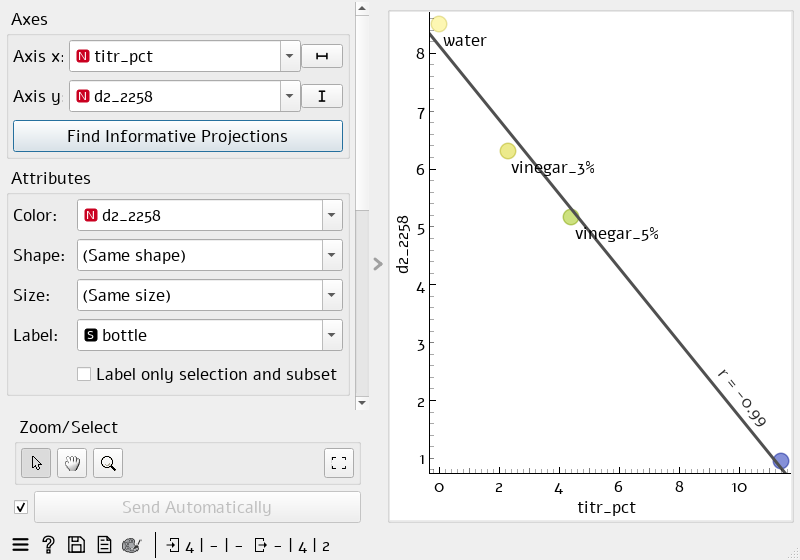 Axes
Axis x: N titr_pct
Axis y: N d2_2258
Find Informative Projections
Attributes
Color: N d2_2258
Shape: (Same shape)
Size: (Same size)
Label: S bottle
Label only selection and subset
Zoom/Select
Send Automatically
? 4 | - | - - | 4 | 2
water
vinegar_3%
vinegar_5%
r = -0.99
8
7
6
5
4
3
2
1
d2_2258
0 2 4 6 8 10
titr_pct